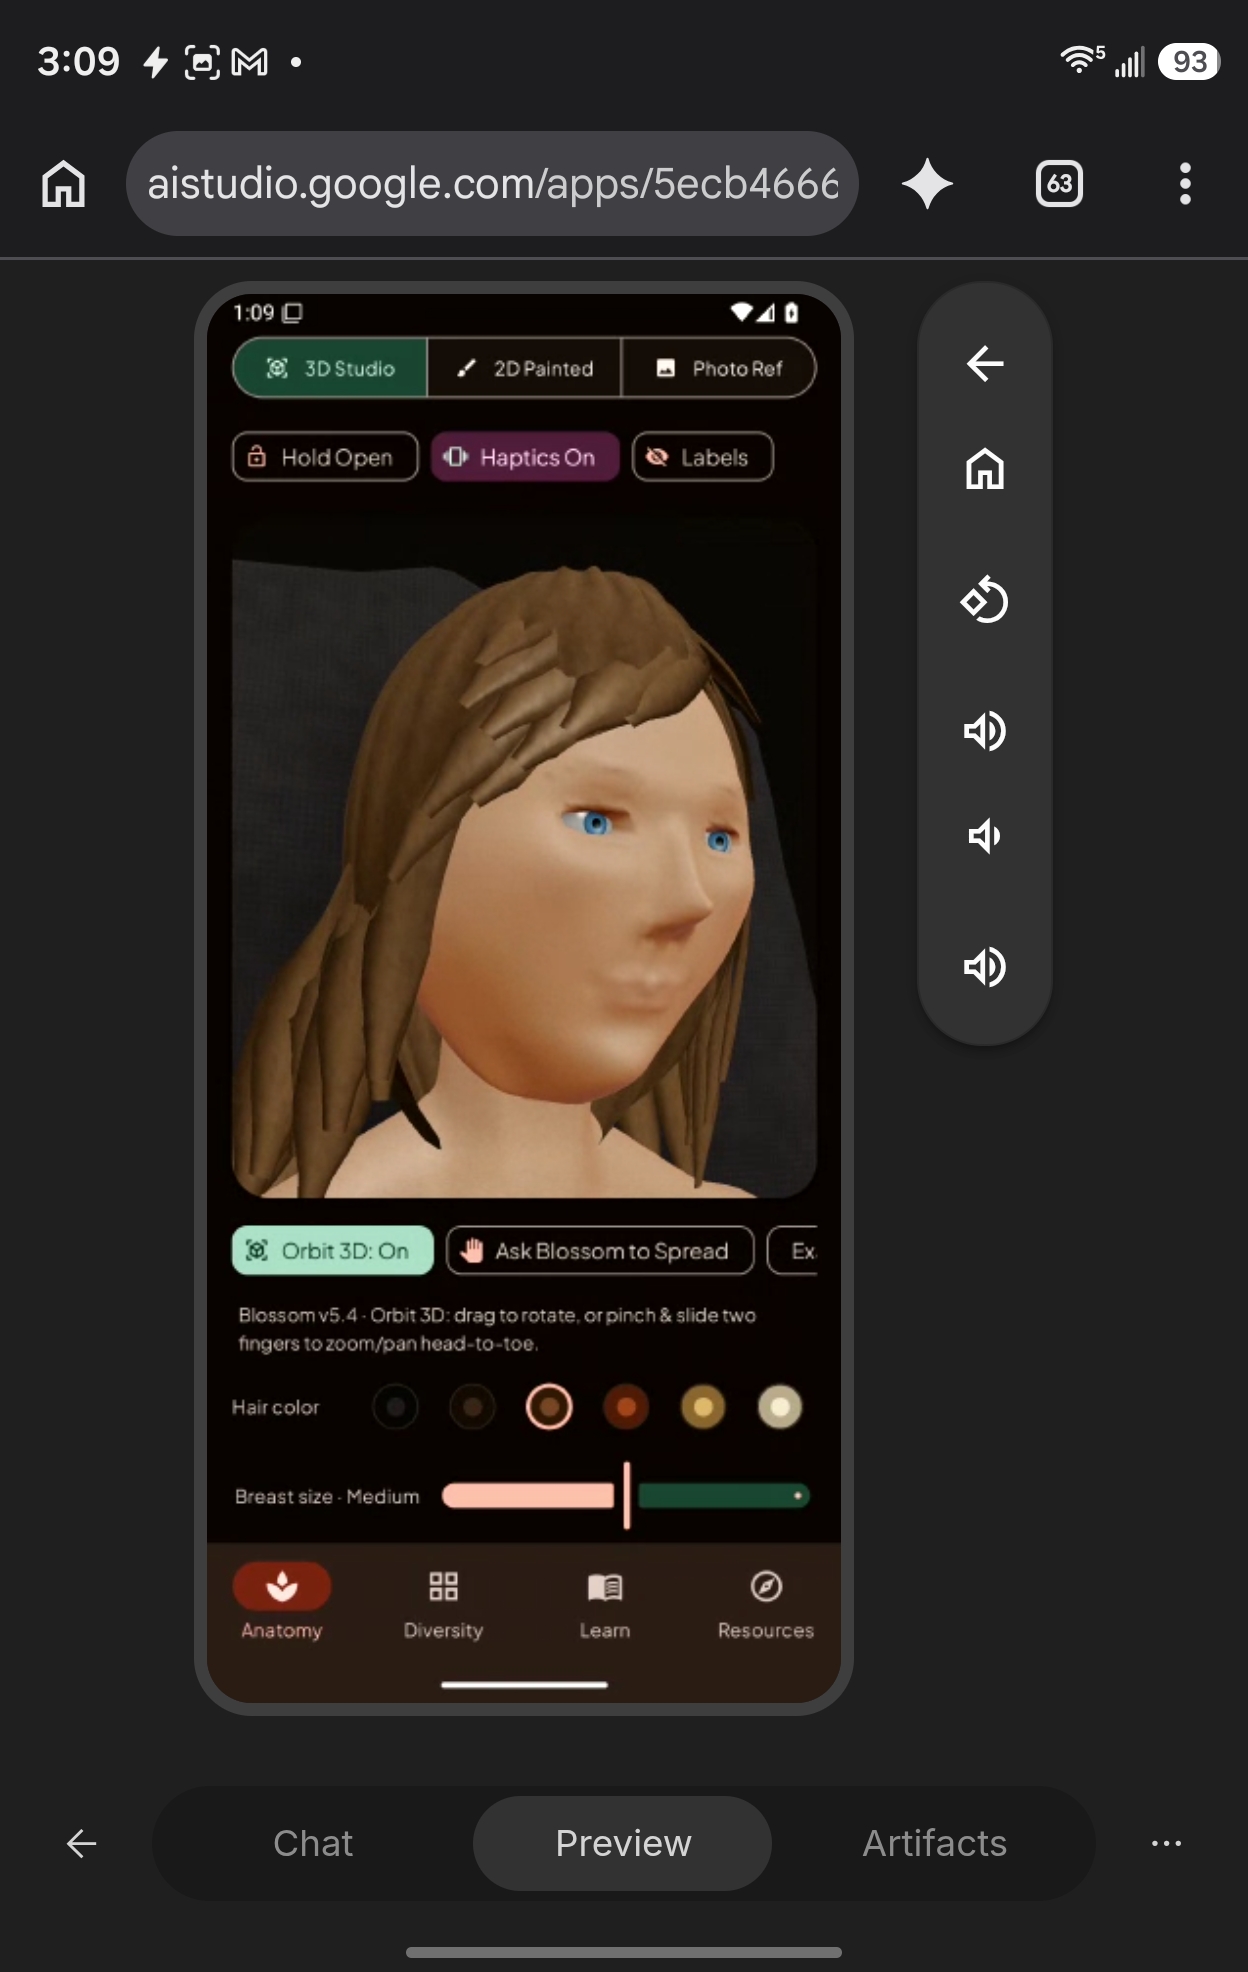 3:09
5
93
aistudio.google.com/apps/5ecb4666
63
1:09
3D Studio
2D Painted
Photo Ref
Hold Open
Haptics On
Labels
Orbit 3D: On
Ask Blossom to Spread
Ex
Blossom v5.4 · Orbit 3D: drag to rotate, or pinch & slide two
fingers to zoom/pan head-to-toe.
Hair color
Breast size · Medium
Anatomy
Diversity
Learn
Resources
Chat
Preview
Artifacts